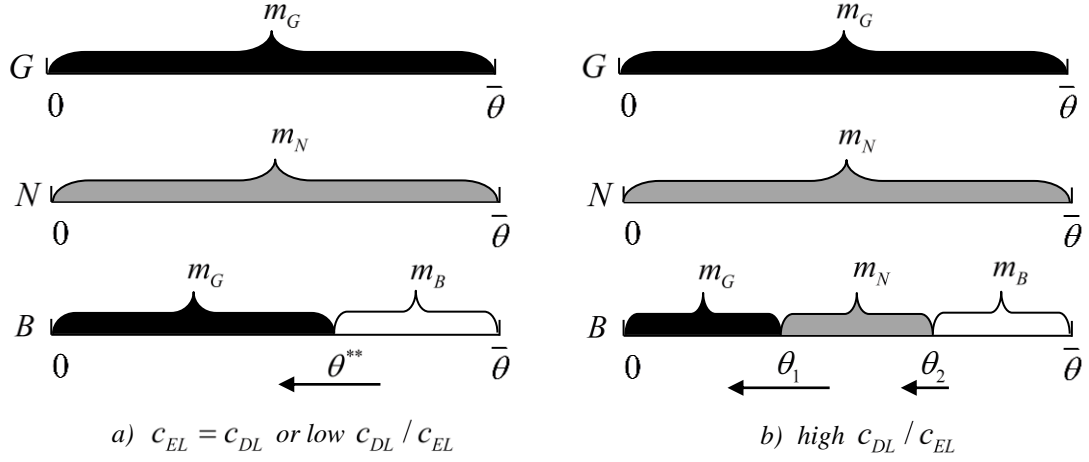 m_G m_G
G G
0 θ̄ 0 θ̄
m_N m_N
N N
0 θ̄ 0 θ̄
m_G m_B m_G m_N m_B
B B
0 θ** θ̄ 0 θ_1 θ_2 θ̄
a) c_EL = c_DL or low c_DL / c_EL b) high c_DL / c_EL